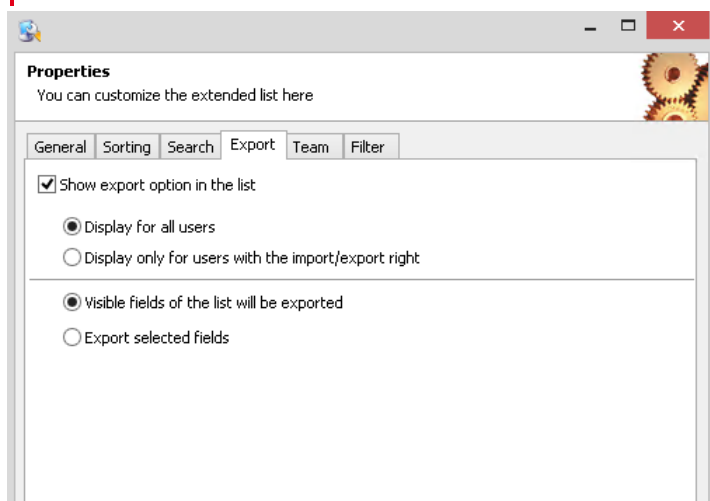 Properties
You can customize the extended list here
General Sorting Search Export Team Filter
Show export option in the list
Display for all users
Display only for users with the import/export right
Visible fields of the list will be exported
Export selected fields